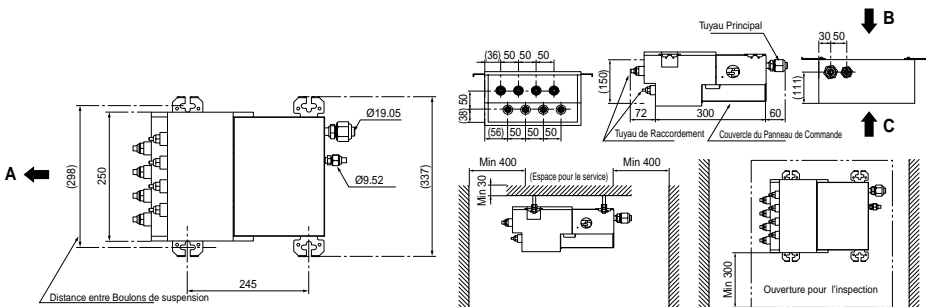 A
(298)
250
Ø19.05
Ø9.52
(337)
245
Distance entre Boulons de suspension
(36) 50 50 50
(38) 50
(56) 50 50 50
Tuyau Principal
(150)
72 300 60
Tuyau de Raccordement
Couvercle du Panneau de Commande
B
30 50
(111)
C
Min 400
Min 400
(Espace pour le service)
Min 30
Min 300
Ouverture pour l'inspection